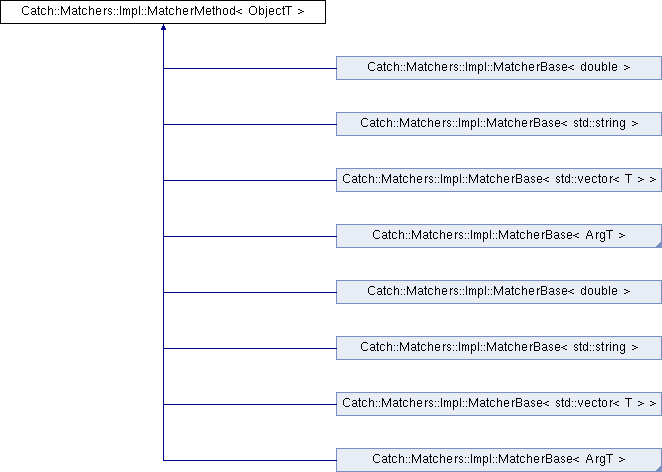 Catch::Matchers::Impl::MatcherMethod< ObjectT >
Catch::Matchers::Impl::MatcherBase< double >
Catch::Matchers::Impl::MatcherBase< std::string >
Catch::Matchers::Impl::MatcherBase< std::vector< T > >
Catch::Matchers::Impl::MatcherBase< ArgT >
Catch::Matchers::Impl::MatcherBase< double >
Catch::Matchers::Impl::MatcherBase< std::string >
Catch::Matchers::Impl::MatcherBase< std::vector< T > >
Catch::Matchers::Impl::MatcherBase< ArgT >